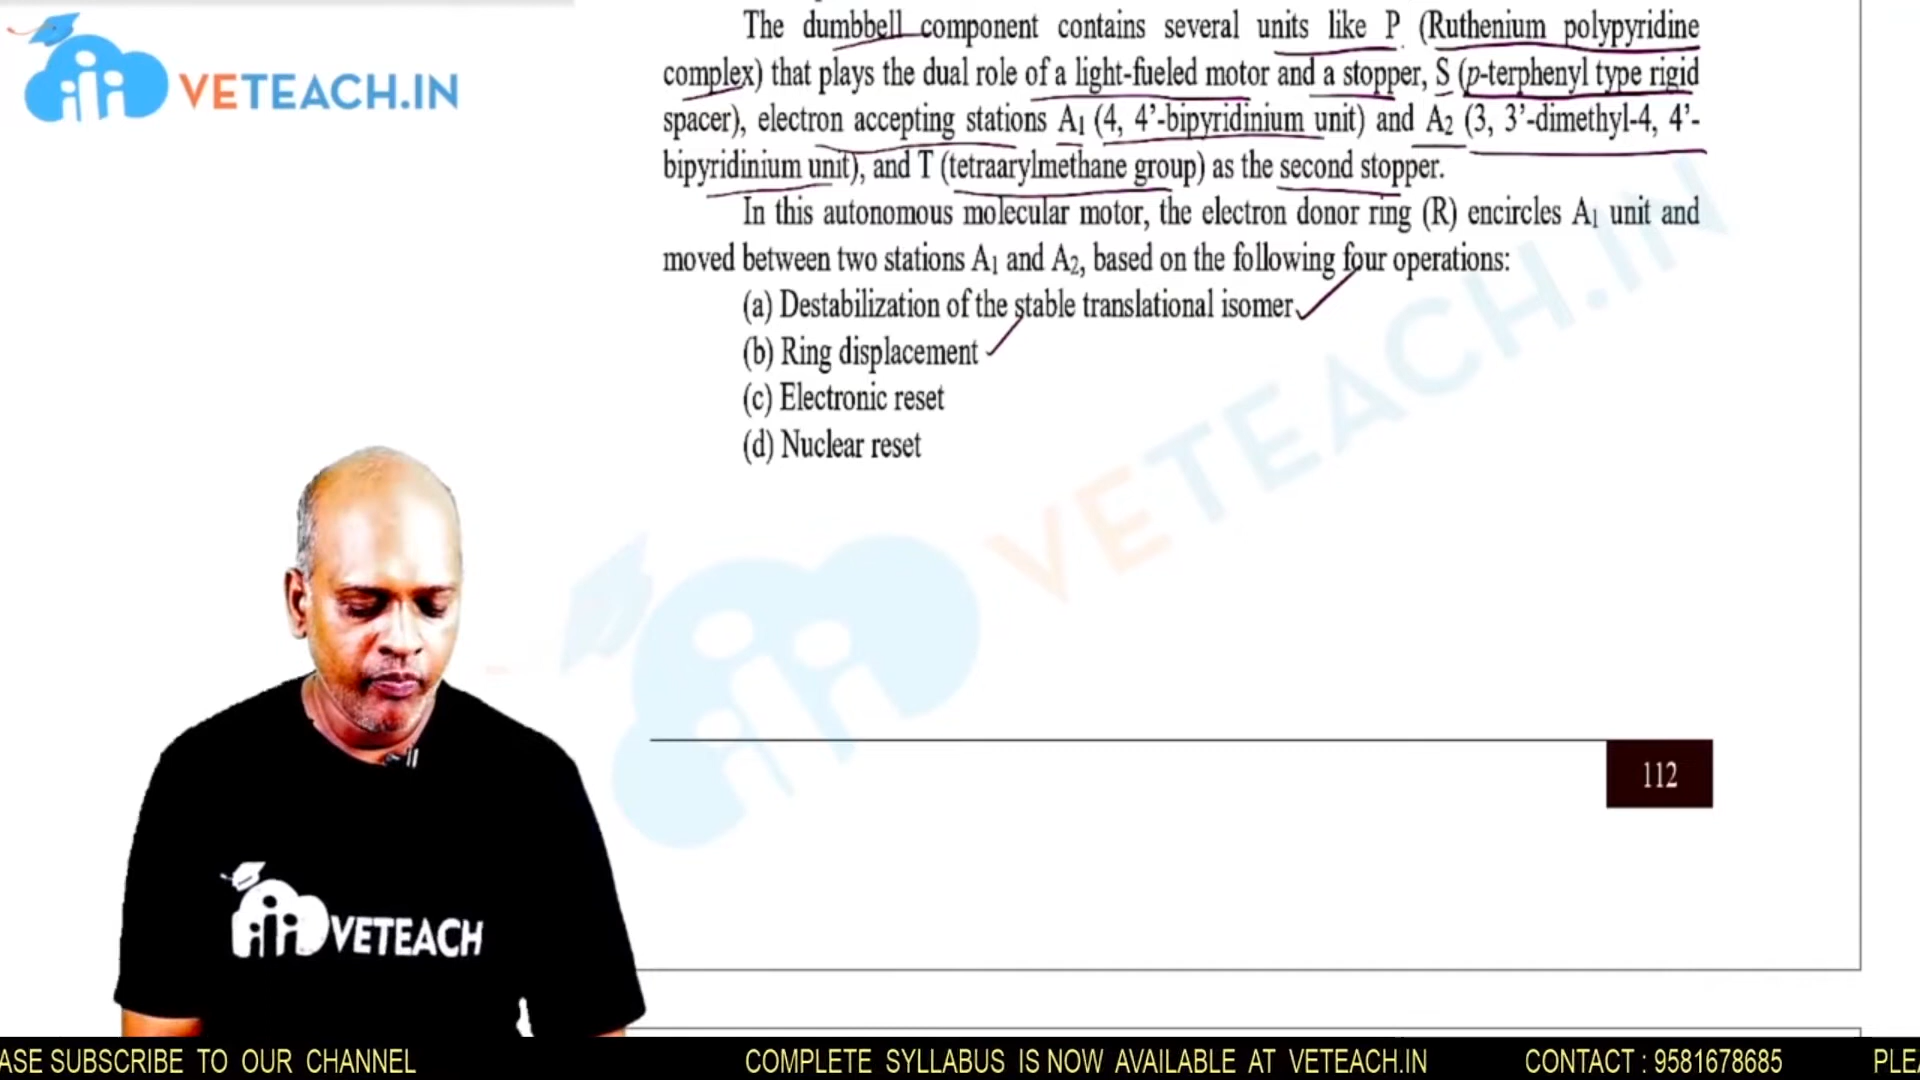 VETEACH.IN
The dumbbell component contains several units like P (Ruthenium polypyridine
complex) that plays the dual role of a light-fueled motor and a stopper, S (p-terphenyl type rigid
spacer), electron accepting stations A1 (4, 4’-bipyridinium unit) and A2 (3, 3’-dimethyl-4, 4’-
bipyridinium unit), and T (tetraarylmethane group) as the second stopper.
In this autonomous molecular motor, the electron donor ring (R) encircles A1 unit and
moved between two stations A1 and A2, based on the following four operations:
(a) Destabilization of the stable translational isomer
(b) Ring displacement
(c) Electronic reset
(d) Nuclear reset
VETEACH.IN
112
VETEACH
ASE SUBSCRIBE TO OUR CHANNEL COMPLETE SYLLABUS IS NOW AVAILABLE AT VETEACH.IN CONTACT : 9581678685 PLEA